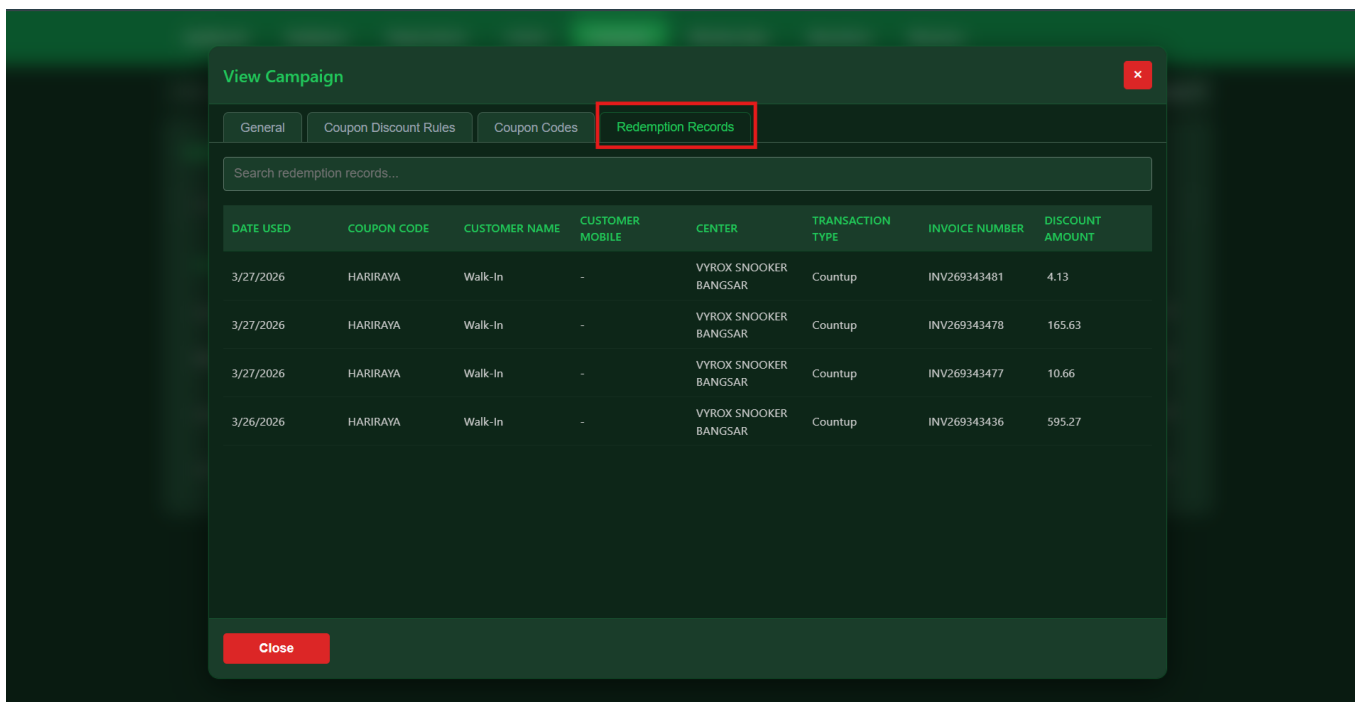 View Campaign
×
General Coupon Discount Rules Coupon Codes Redemption Records
Search redemption records...
DATE USED COUPON CODE CUSTOMER NAME CUSTOMER MOBILE CENTER TRANSACTION TYPE INVOICE NUMBER DISCOUNT AMOUNT
3/27/2026 HARIRAYA Walk-In - VYROX SNOOKER BANGSAR Countup INV269343481 4.13
3/27/2026 HARIRAYA Walk-In - VYROX SNOOKER BANGSAR Countup INV269343478 165.63
3/27/2026 HARIRAYA Walk-In - VYROX SNOOKER BANGSAR Countup INV269343477 10.66
3/26/2026 HARIRAYA Walk-In - VYROX SNOOKER BANGSAR Countup INV269343436 595.27
Close